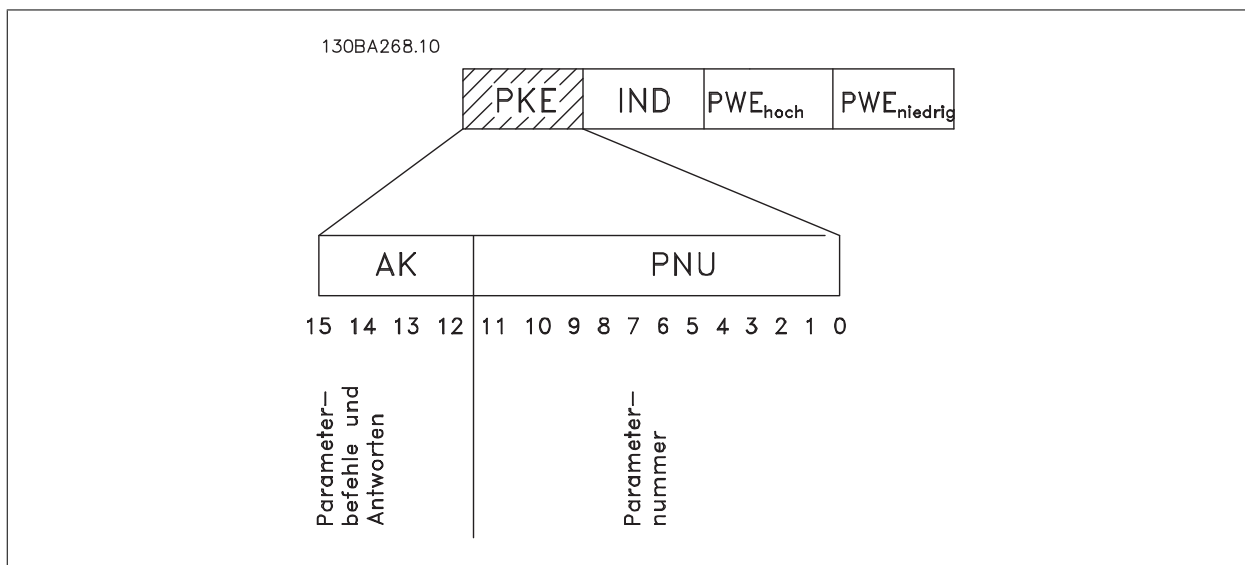 130BA268.10
PKE IND PWEhoch PWEniedrig
AK PNU
15 14 13 12 11 10 9 8 7 6 5 4 3 2 1 0
Parameter–
befehle und
Antworten
Parameter–
nummer